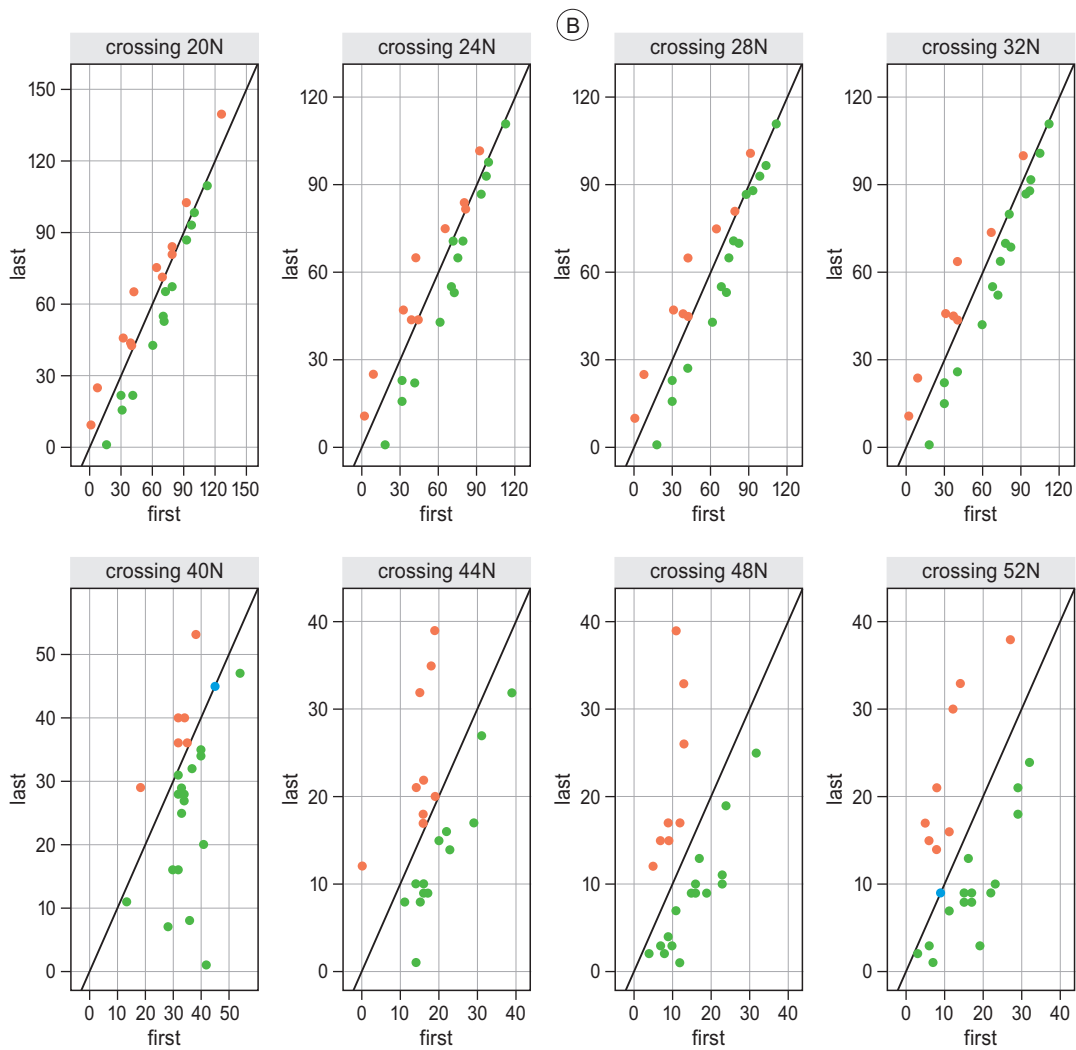 B
crossing 20N
crossing 24N
crossing 28N
crossing 32N
last
150
120
90
60
30
0
0 30 60 90 120 150
first
last
120
90
60
30
0
0 30 60 90 120
first
last
120
90
60
30
0
0 30 60 90 120
first
last
120
90
60
30
0
0 30 60 90 120
first
crossing 40N
crossing 44N
crossing 48N
crossing 52N
last
50
40
30
20
10
0
0 10 20 30 40 50
first
last
40
30
20
10
0
0 10 20 30 40
first
last
40
30
20
10
0
0 10 20 30 40
first
last
40
30
20
10
0
0 10 20 30 40
first